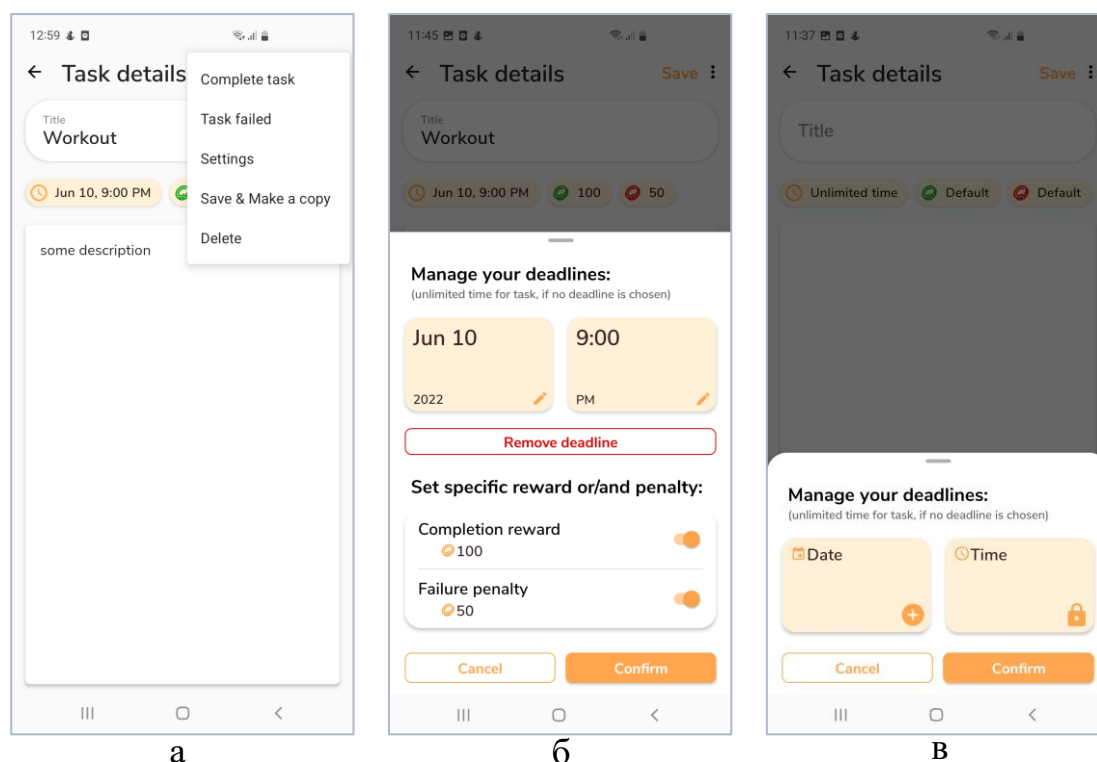 12:59
Task details
Complete task
Task failed
Settings
Save & Make a copy
Delete
Title
Workout
Jun 10, 9:00 PM
some description
а
11:45
Task details
Save
Title
Workout
Jun 10, 9:00 PM
100
50
Manage your deadlines:
(unlimited time for task, if no deadline is chosen)
Jun 10
2022
9:00
PM
Remove deadline
Set specific reward or/and penalty:
Completion reward
100
Failure penalty
50
Cancel
Confirm
б
11:37
Task details
Save
Title
Unlimited time
Default
Default
Manage your deadlines:
(unlimited time for task, if no deadline is chosen)
Date
Time
Cancel
Confirm
в